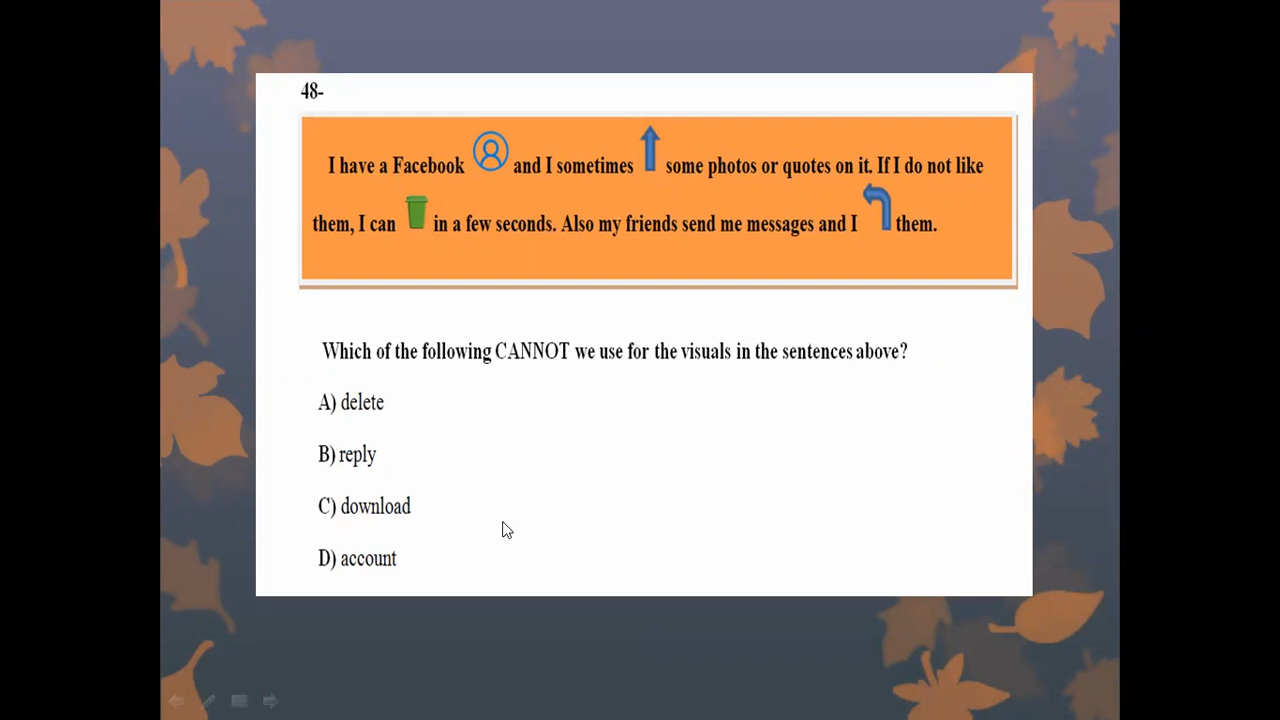 48-
I have a Facebook and I sometimes some photos or quotes on it. If I do not like
them, I can in a few seconds. Also my friends send me messages and I them.
Which of the following CANNOT we use for the visuals in the sentences above?
A) delete
B) reply
C) download
D) account